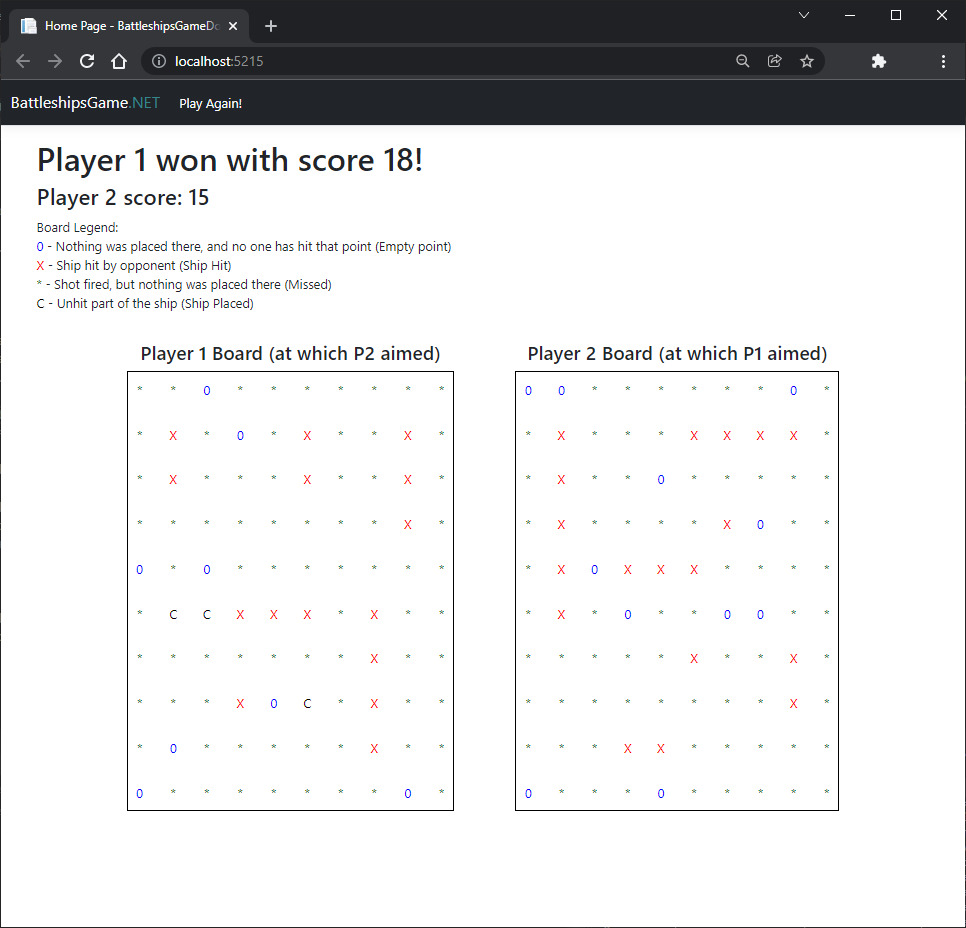 Home Page - BattleshipsGameDo
localhost:5215
BattleshipsGame.NET Play Again!
Player 1 won with score 18!
Player 2 score: 15
Board Legend:
0 - Nothing was placed there, and no one has hit that point (Empty point)
X - Ship hit by opponent (Ship Hit)
* - Shot fired, but nothing was placed there (Missed)
C - Unhit part of the ship (Ship Placed)
Player 1 Board (at which P2 aimed)
* * 0 * * * * * * *
* X * 0 * X * * X *
* X * * * X * * X *
* * * * * * * * X *
0 * 0 * * * * * * *
* C C X X X * X * *
* * * * * * * X * *
* * * X 0 C * X * *
* 0 * * * * * X * *
0 * * * * * * * 0 *
Player 2 Board (at which P1 aimed)
0 0 * * * * * * 0 *
* X * * * X X X X *
* X * * 0 * * * * *
* X * * * * X 0 * *
* X 0 X X X * * * *
* X * 0 * * 0 0 * *
* * * * * X * * X *
* * * * * * * * X *
* * * X X * * * * *
0 * * * 0 * * * * *